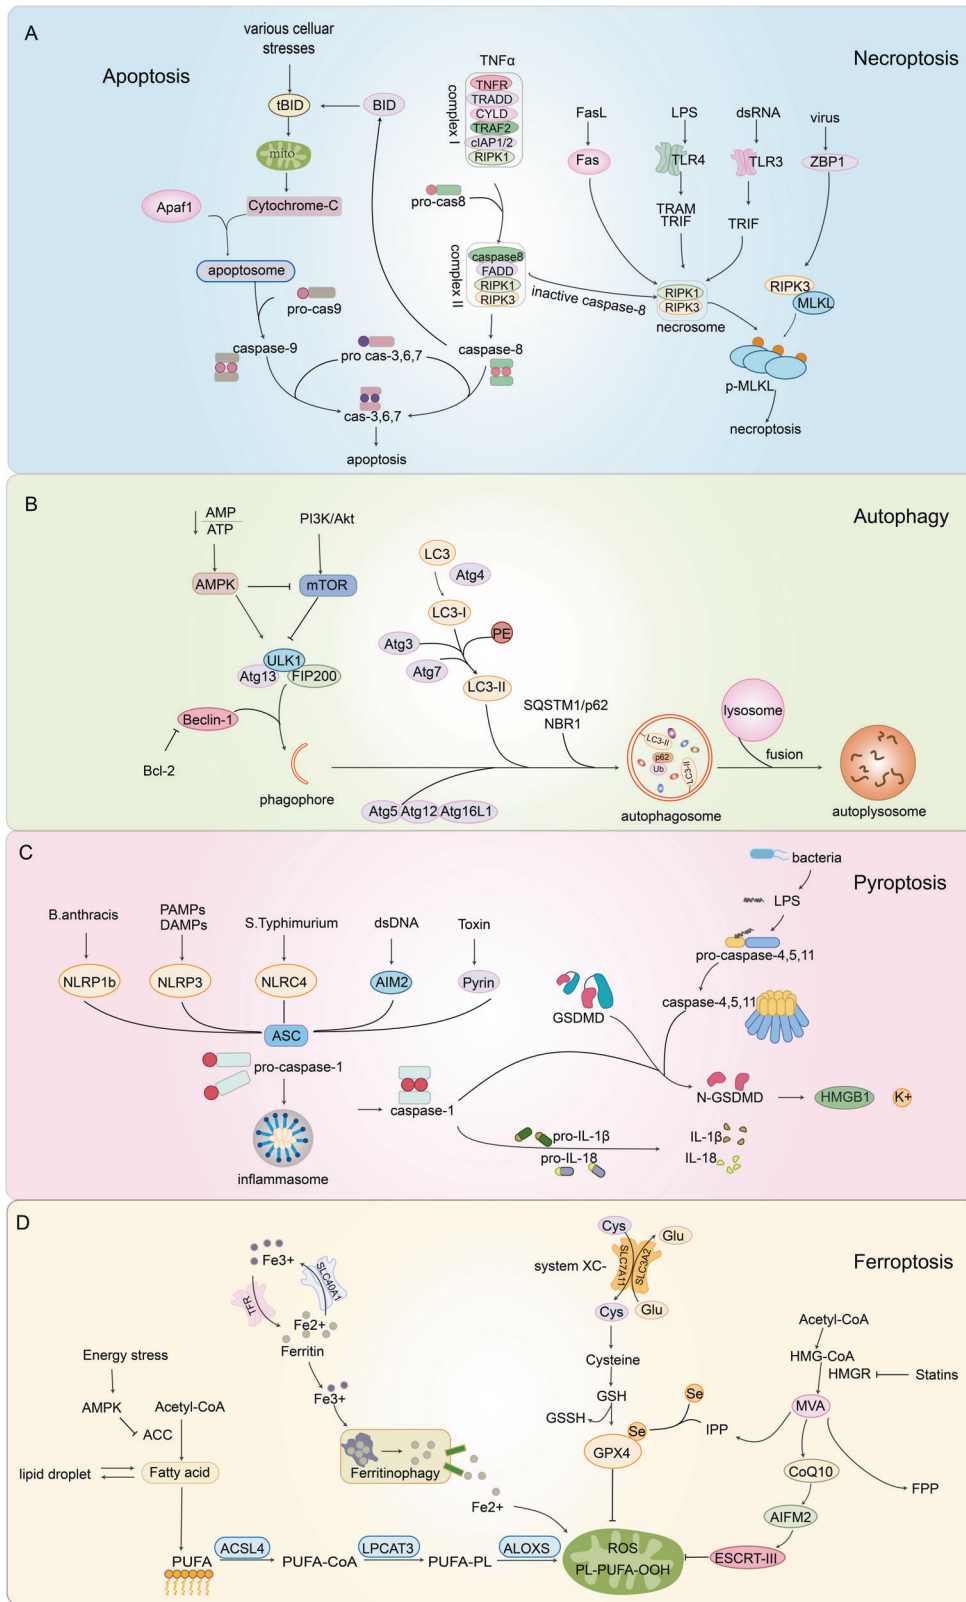 A
Apoptosis
Necroptosis
various celluar
stresses
tBID
BID
mito
Cytochrome-C
Apaf1
apoptosome
pro-cas9
caspase-9
pro cas-3,6,7
cas-3,6,7
apoptosis
TNFα
complex I
TNFR
TRADD
CYLD
TRAF2
cIAP1/2
RIPK1
pro-cas8
complex II
caspase8
FADD
RIPK1
RIPK3
caspase-8
inactive caspase-8
FasL
Fas
LPS
TLR4
TRAM
TRIF
dsRNA
TLR3
TRIF
virus
ZBP1
RIPK1
RIPK3
necrosome
RIPK3
MLKL
p-MLKL
necroptosis
B
Autophagy
AMP
ATP
PI3K/Akt
AMPK
mTOR
ULK1
Atg13
FIP200
Beclin-1
Bcl-2
phagophore
LC3
Atg4
LC3-I
Atg3
PE
Atg7
LC3-II
SQSTM1/p62
NBR1
Atg5
Atg12
Atg16L1
LC3-II
p62
Ub
LC3-II
autophagosome
lysosome
fusion
autoplysosome
C
Pyroptosis
B.anthracis
PAMPs
DAMPs
S.Typhimurium
dsDNA
Toxin
NLRP1b
NLRP3
NLRC4
AIM2
Pyrin
ASC
pro-caspase-1
inflammasome
caspase-1
GSDMD
bacteria
LPS
pro-caspase-4,5,11
caspase-4,5,11
N-GSDMD
HMGB1
K+
pro-IL-1β
pro-IL-18
IL-1β
IL-18
D
Ferroptosis
Fe3+
TFR
SLC40A1
Fe2+
Ferritin
Fe3+
Ferritinophagy
Fe2+
Energy stress
AMPK
Acetyl-CoA
ACC
lipid droplet
Fatty acid
PUFA
ACSL4
PUFA-CoA
LPCAT3
PUFA-PL
ALOXS
ROS
PL-PUFA-OOH
Cys
Glu
system XC-
SLC7A11
SLC3A2
Cys
Glu
Cysteine
GSH
GSSH
Se
GPX4
Se
IPP
Acetyl-CoA
HMG-CoA
HMGR
Statins
MVA
CoQ10
FPP
AIFM2
ESCRT-III